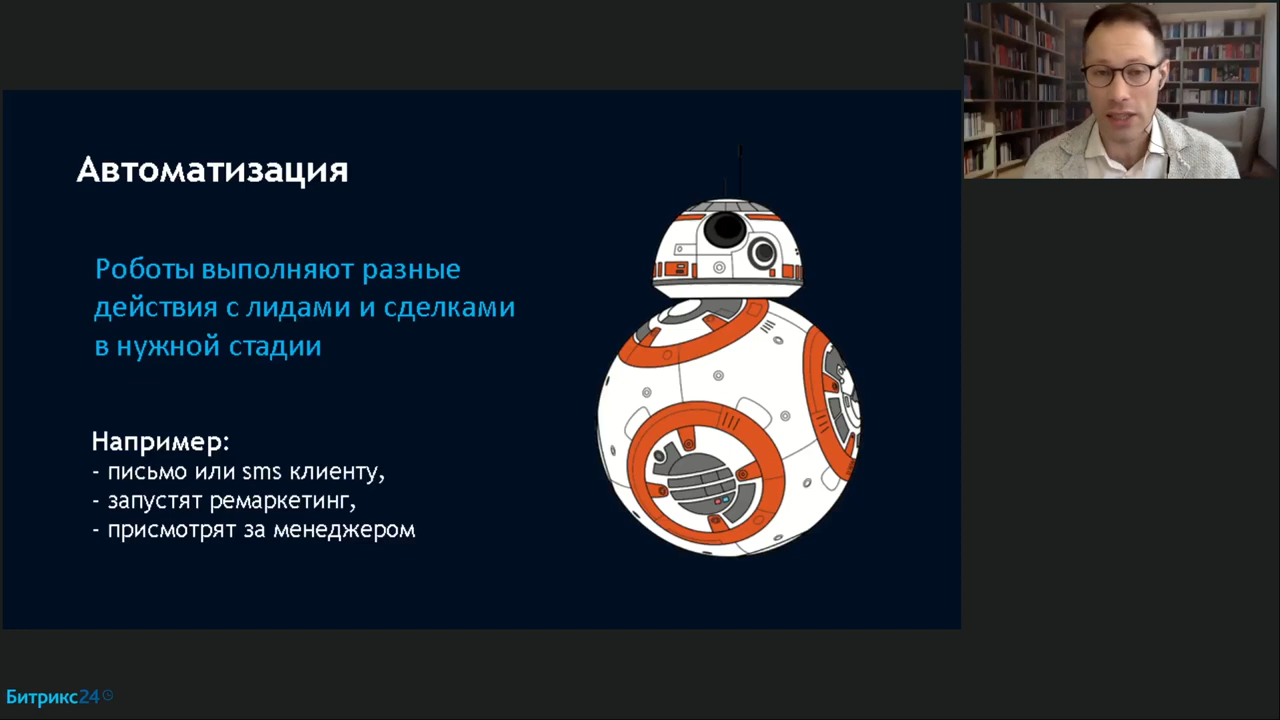 Автоматизация
Роботы выполняют разные
действия с лидами и сделками
в нужной стадии
Например:
- письмо или sms клиенту,
- запустят ремаркетинг,
- присмотрят за менеджером
Битрикс24